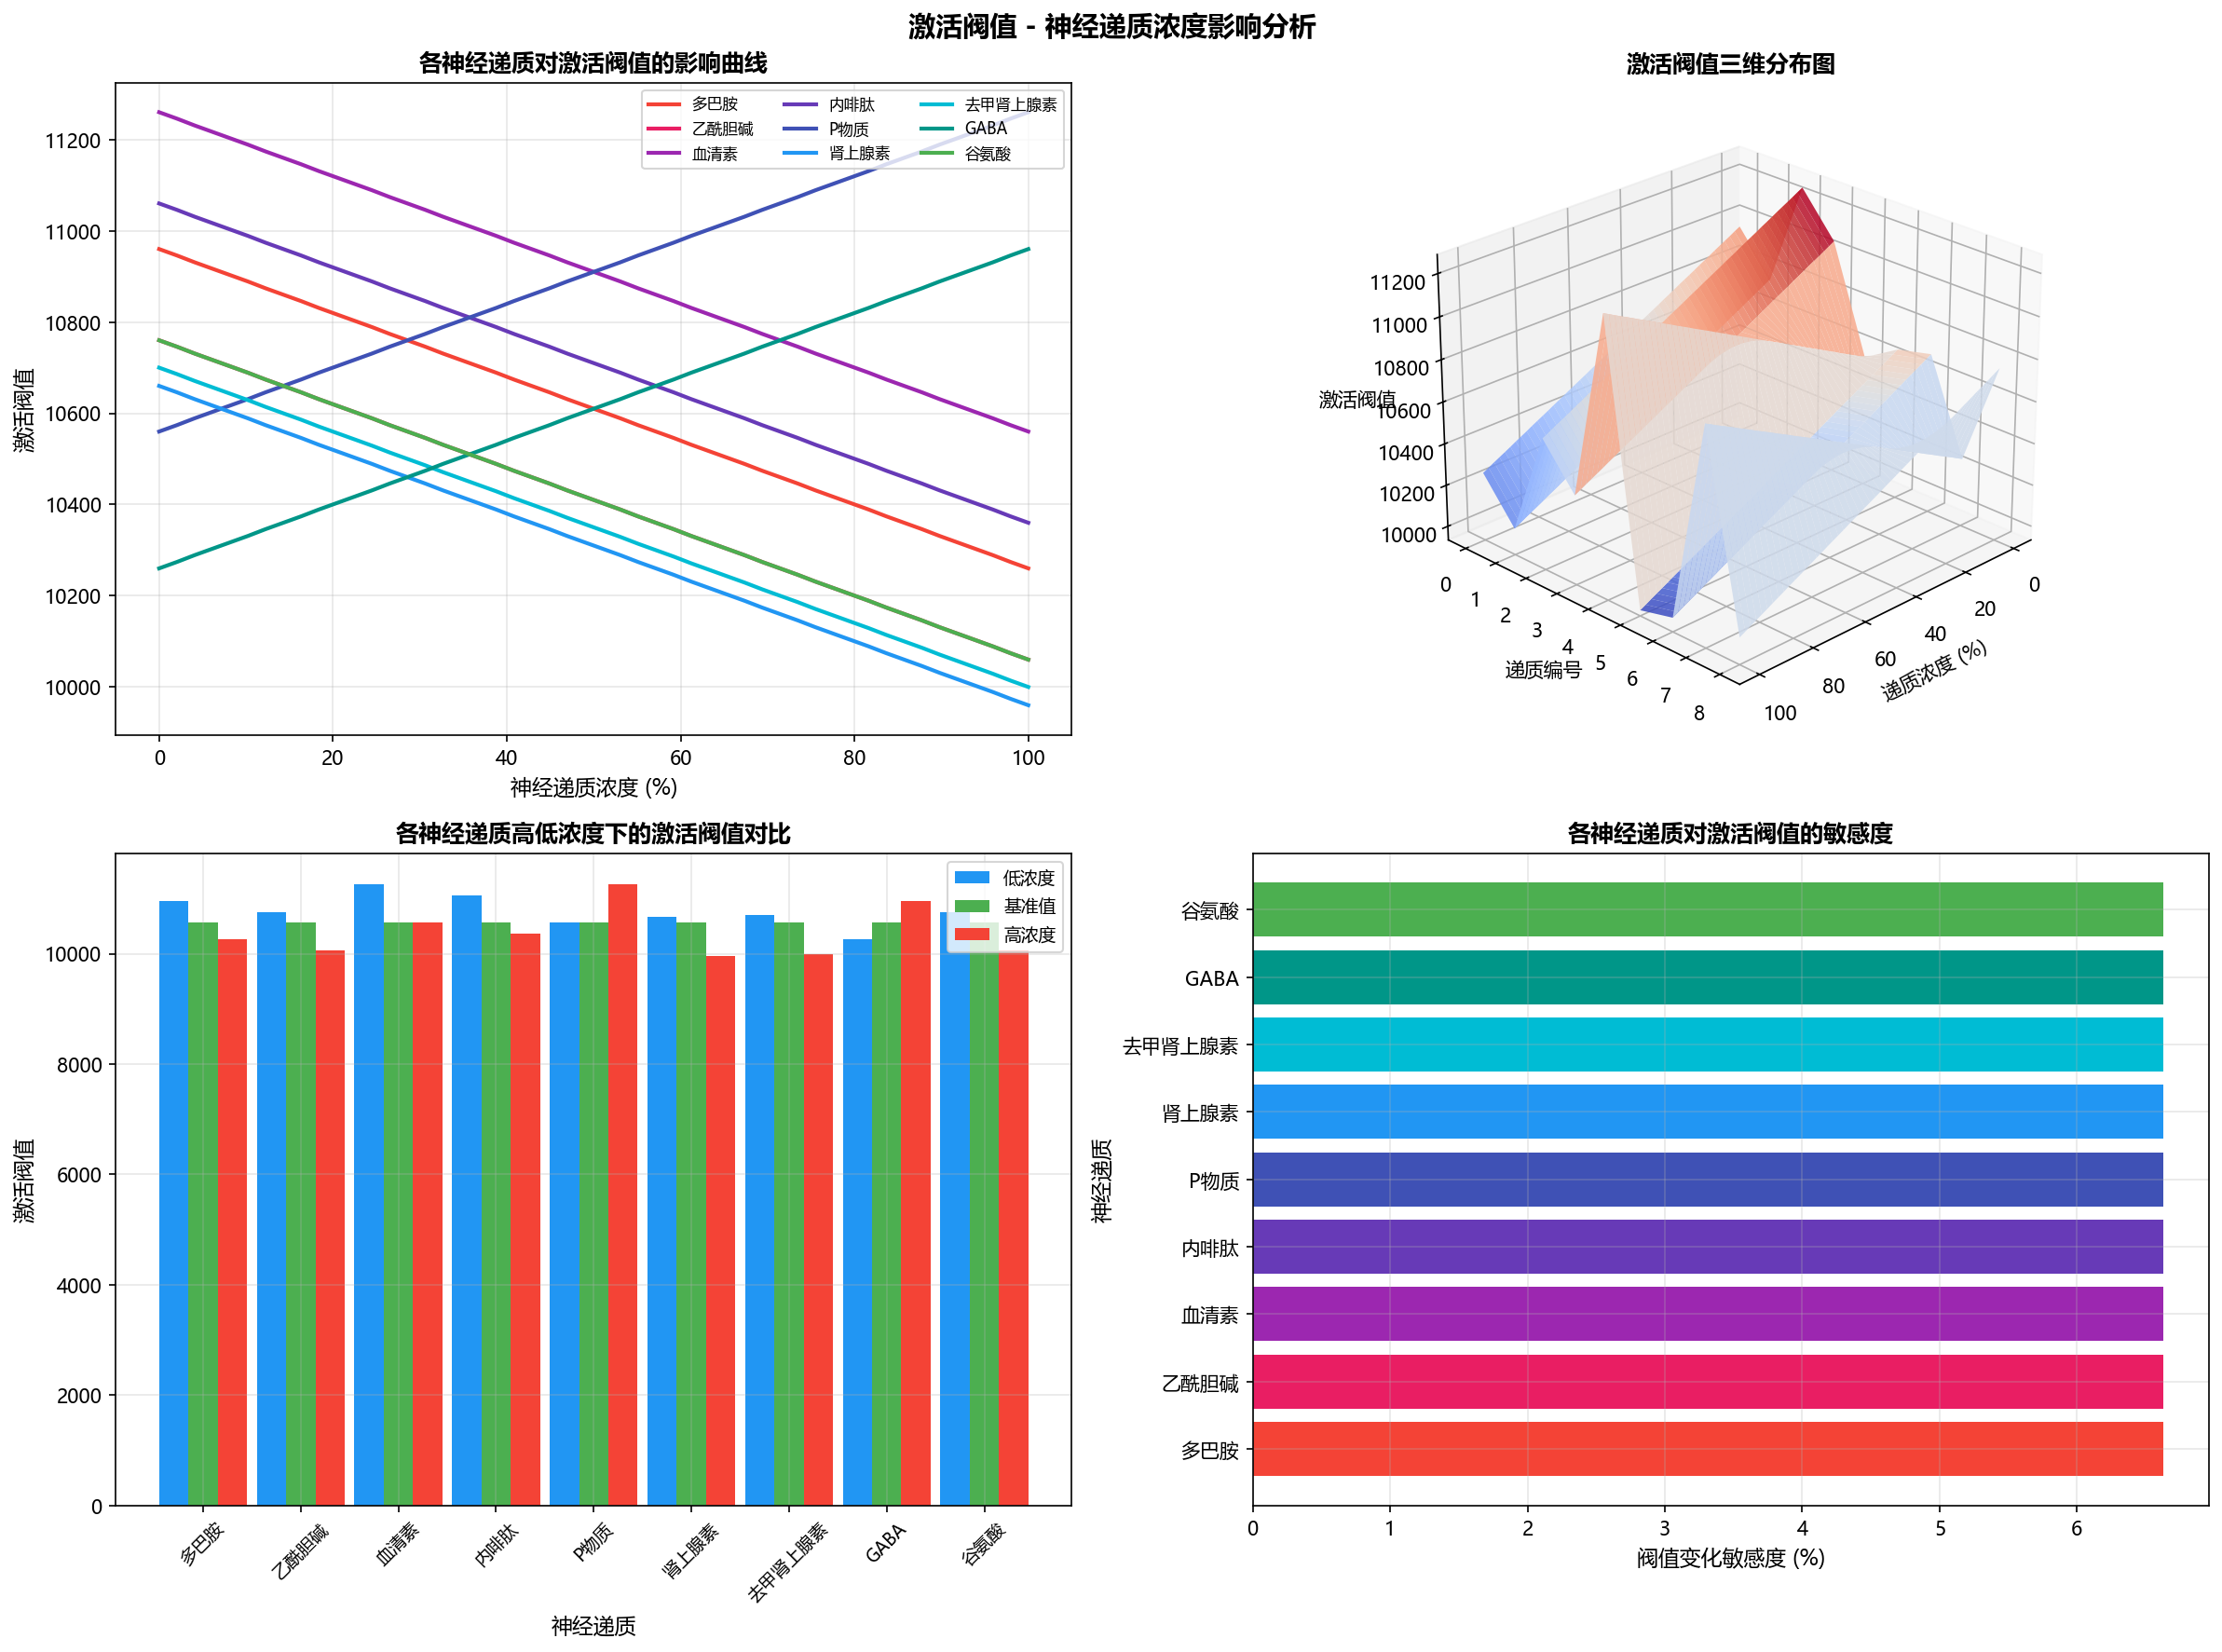 激活阀值 - 神经递质浓度影响分析
各神经递质对激活阀值的影响曲线
多巴胺
乙酰胆碱
血清素
内啡肽
P物质
肾上腺素
去甲肾上腺素
GABA
谷氨酸
激活阀值
11200
11000
10800
10600
10400
10200
10000
0
20
40
60
80
100
神经递质浓度 (%)
激活阀值三维分布图
激活阀值
11200
11000
10800
10600
10400
10200
10000
0
1
2
3
4
5
6
7
8
递质编号
0
20
40
60
80
100
递质浓度 (%)
各神经递质高低浓度下的激活阀值对比
低浓度
基准值
高浓度
激活阀值
10000
8000
6000
4000
2000
0
多巴胺
乙酰胆碱
血清素
内啡肽
P物质
肾上腺素
去甲肾上腺素
GABA
谷氨酸
神经递质
各神经递质对激活阀值的敏感度
神经递质
谷氨酸
GABA
去甲肾上腺素
肾上腺素
P物质
内啡肽
血清素
乙酰胆碱
多巴胺
0
1
2
3
4
5
6
阀值变化敏感度 (%)